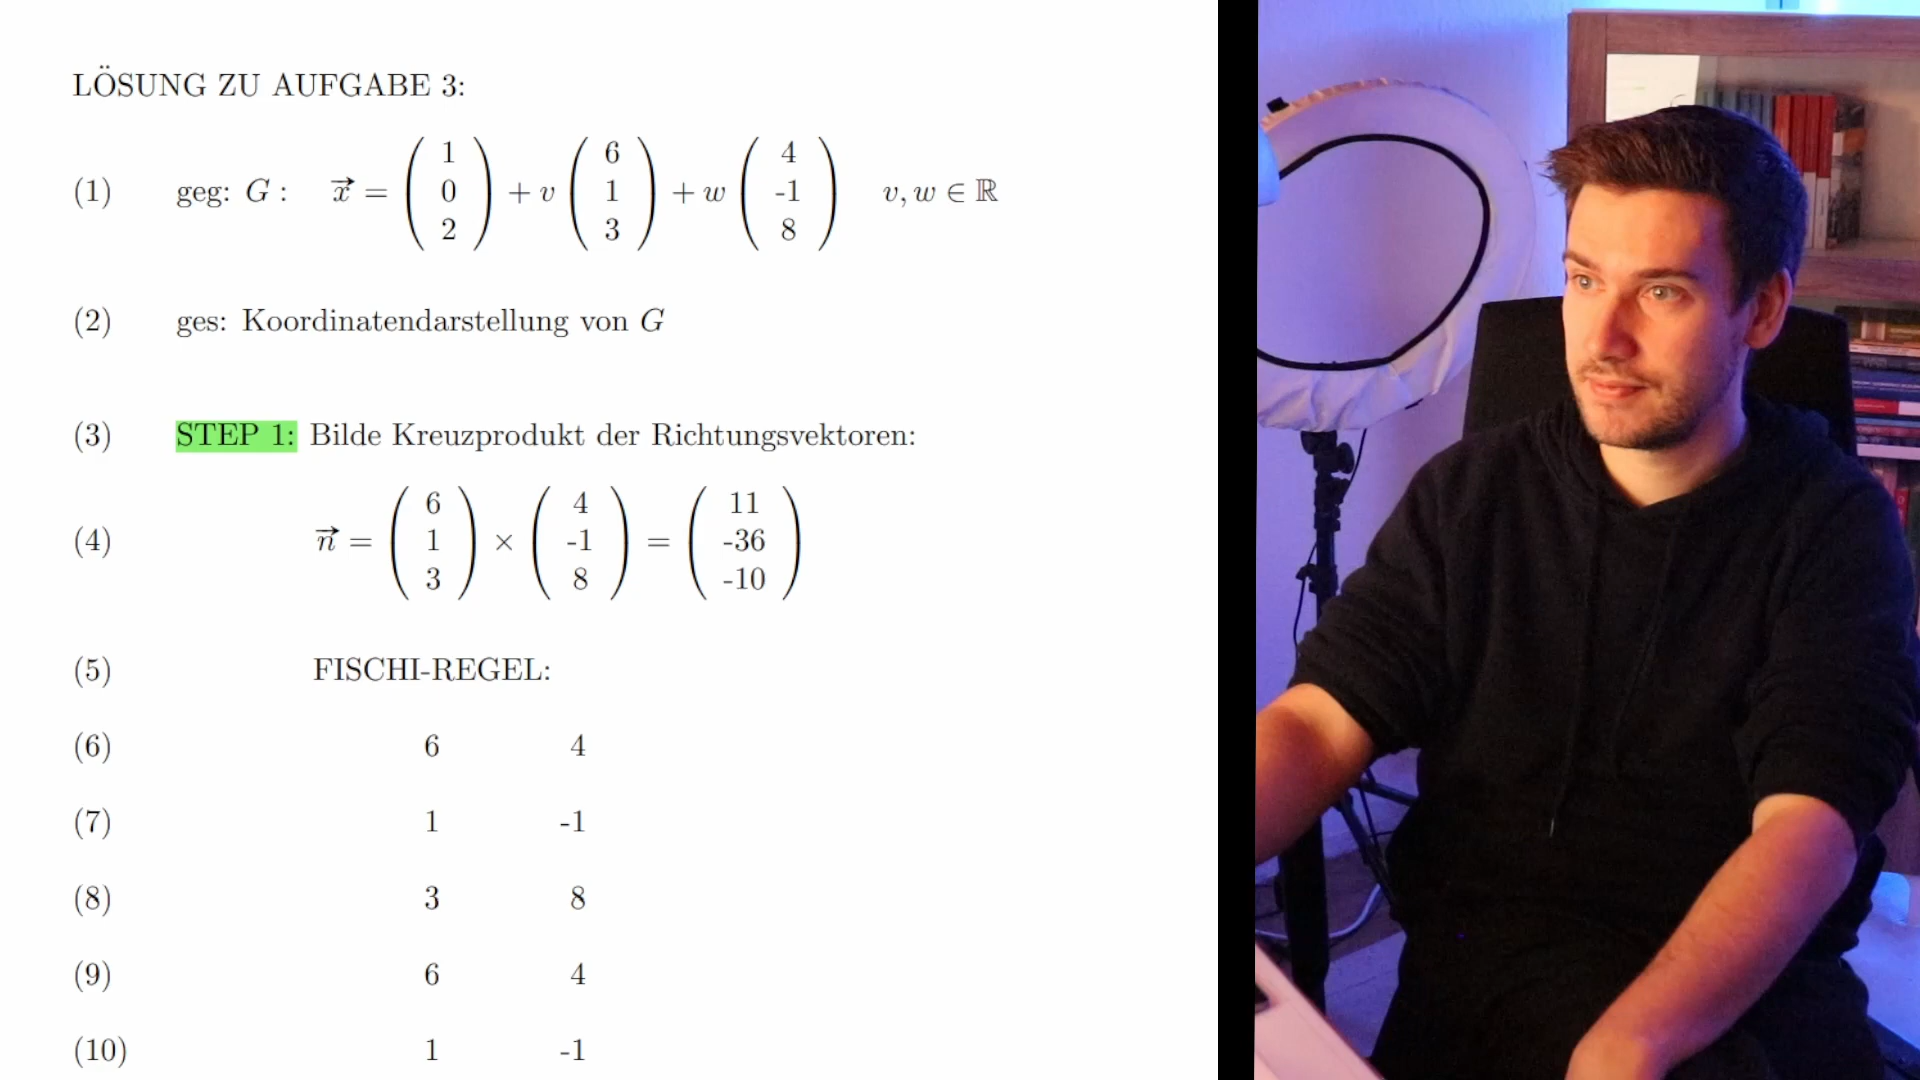 LÖSUNG ZU AUFGABE 3:
(1) geg: G : x⃗ = ( 1 0 2 ) + v ( 6 1 3 ) + w ( 4 -1 8 ) v, w ∈ ℝ
(2) ges: Koordinatendarstellung von G
(3) STEP 1: Bilde Kreuzprodukt der Richtungsvektoren:
(4) n⃗ = ( 6 1 3 ) × ( 4 -1 8 ) = ( 11 -36 -10 )
(5) FISCHI-REGEL:
(6) 6 4
(7) 1 -1
(8) 3 8
(9) 6 4
(10) 1 -1